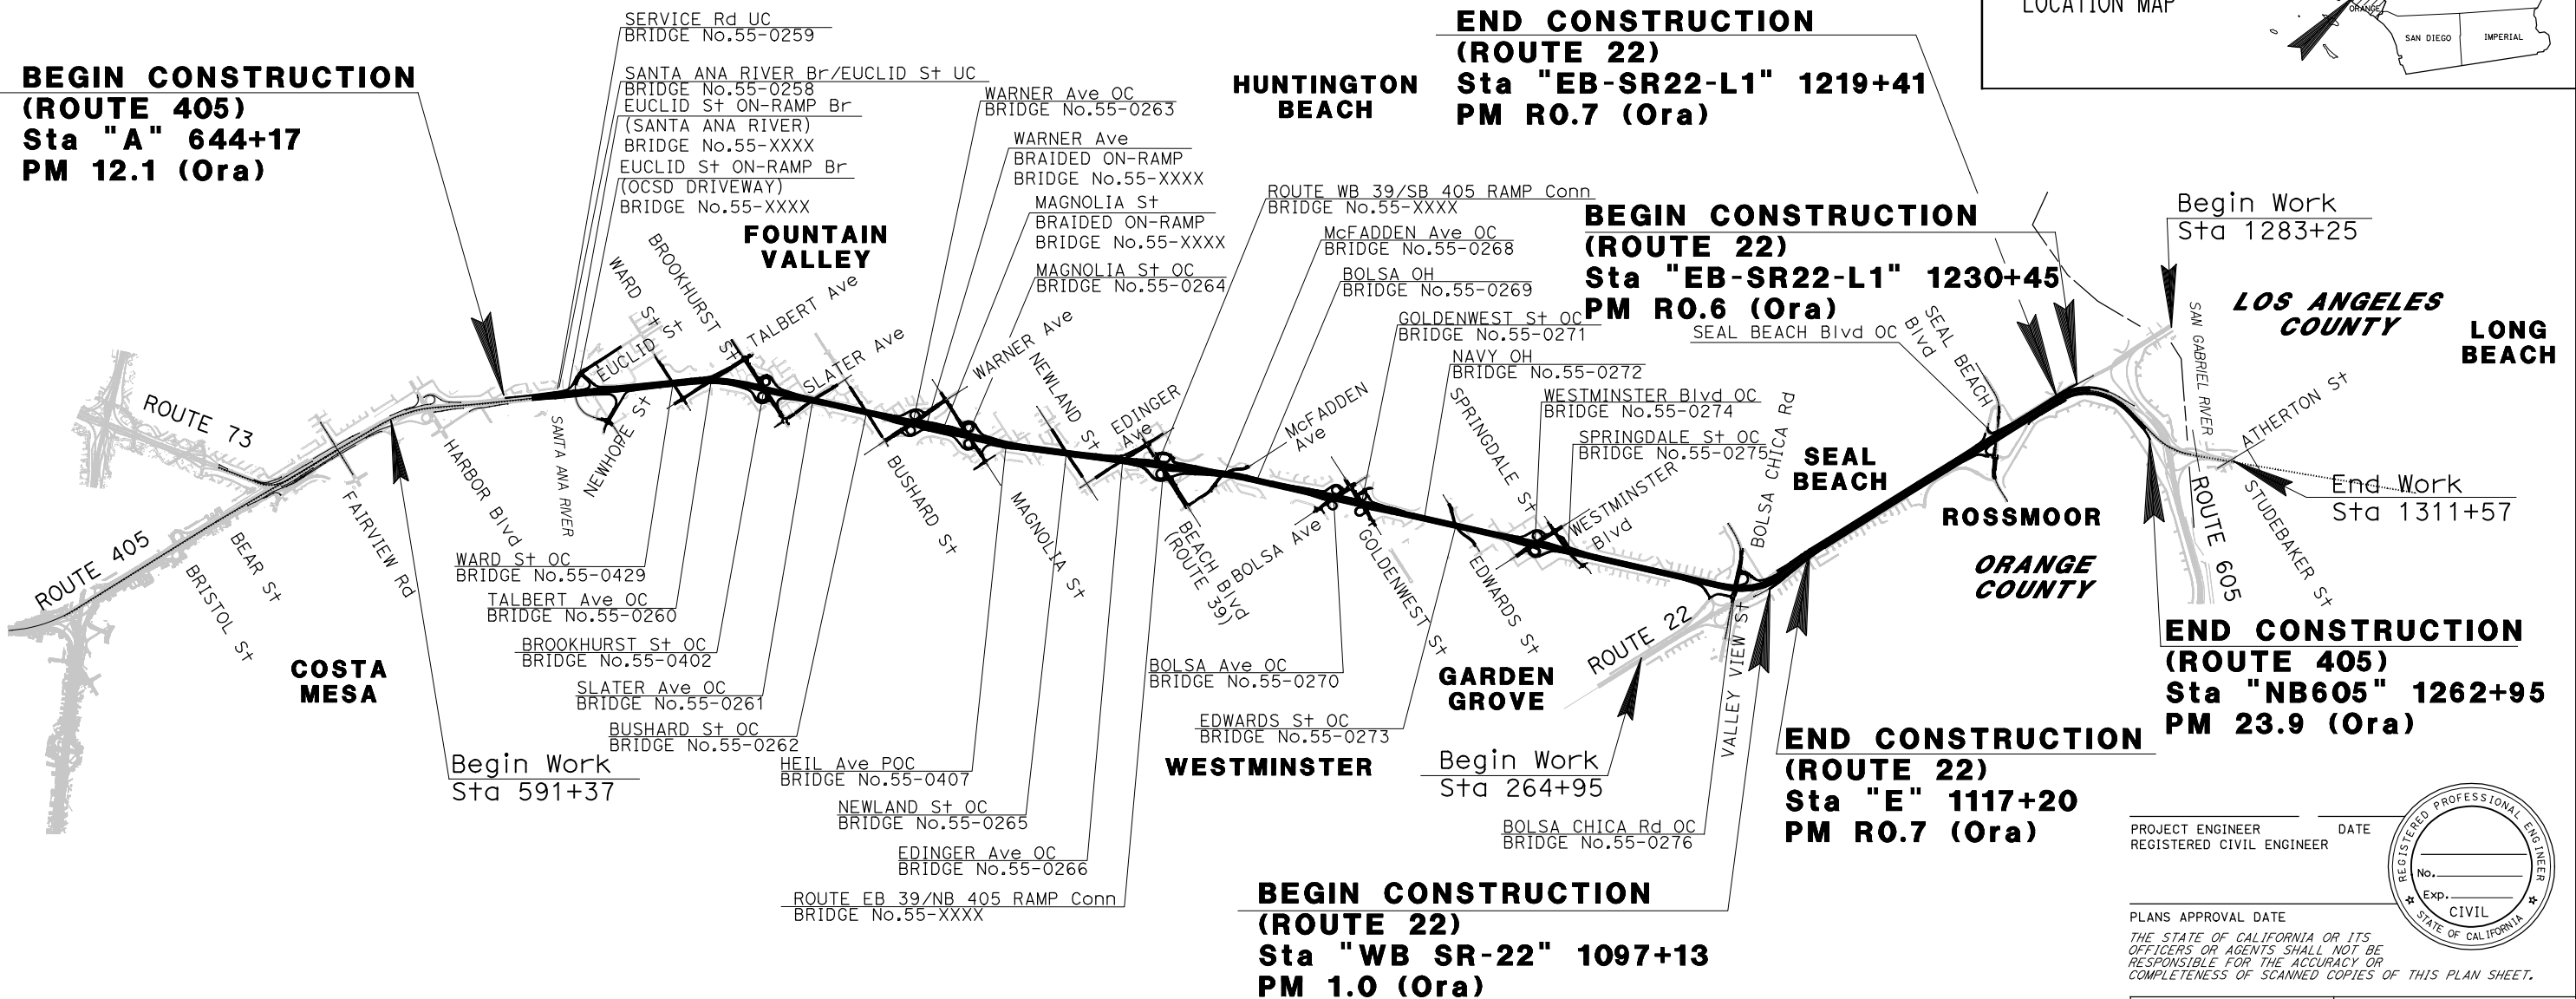 LOCATION MAP
ORANGE
SAN DIEGO
IMPERIAL
BEGIN CONSTRUCTION
(ROUTE 405)
Sta "A" 644+17
PM 12.1 (Ora)
SERVICE Rd UC
BRIDGE No.55-0259
SANTA ANA RIVER Br/EUCLID St UC
BRIDGE No.55-0258
EUCLID St ON-RAMP Br
(SANTA ANA RIVER)
BRIDGE No.55-XXXX
EUCLID St ON-RAMP Br
(OCSD DRIVEWAY)
BRIDGE No.55-XXXX
FOUNTAIN
VALLEY
WARNER Ave OC
BRIDGE No.55-0263
WARNER Ave
BRAIDED ON-RAMP
BRIDGE No.55-XXXX
MAGNOLIA St
BRAIDED ON-RAMP
BRIDGE No.55-XXXX
MAGNOLIA St OC
BRIDGE No.55-0264
HUNTINGTON
BEACH
END CONSTRUCTION
(ROUTE 22)
Sta "EB-SR22-L1" 1219+41
PM R0.7 (Ora)
ROUTE WB 39/SB 405 RAMP Conn
BRIDGE No.55-XXXX
McFADDEN Ave OC
BRIDGE No.55-0268
BOLSA OH
BRIDGE No.55-0269
GOLDENWEST St OC
BRIDGE No.55-0271
NAVY OH
BRIDGE No.55-0272
WESTMINSTER Blvd OC
BRIDGE No.55-0274
SPRINGDALE St OC
BRIDGE No.55-0275
BEGIN CONSTRUCTION
(ROUTE 22)
Sta "EB-SR22-L1" 1230+45
PM R0.6 (Ora)
SEAL BEACH Blvd OC
Begin Work
Sta 1283+25
LOS ANGELES
COUNTY
LONG
BEACH
ROUTE 73
ROUTE 405
BRISTOL St
BEAR St
FAIRVIEW Rd
HARBOR Blvd
SANTA ANA RIVER
NEWHOPE St
EUCLID St
WARD St
BROOKHURST St
TALBERT Ave
SLATER Ave
BUSHARD St
WARNER Ave
MAGNOLIA St
NEWLAND St
EDINGER
Ave
BEACH Blvd
(ROUTE 39)
McFADDEN
Ave
BOLSA Ave
GOLDENWEST St
EDWARDS St
SPRINGDALE St
WESTMINSTER
Blvd
BOLSA CHICA Rd
VALLEY VIEW St
ROUTE 22
SEAL BEACH
Blvd
SAN GABRIEL RIVER
ATHERTON St
STUDEBAKER St
ROUTE 605
SEAL
BEACH
ROSSMOOR
ORANGE
COUNTY
End Work
Sta 1311+57
COSTA
MESA
WARD St OC
BRIDGE No.55-0429
TALBERT Ave OC
BRIDGE No.55-0260
BROOKHURST St OC
BRIDGE No.55-0402
SLATER Ave OC
BRIDGE No.55-0261
BUSHARD St OC
BRIDGE No.55-0262
HEIL Ave POC
BRIDGE No.55-0407
NEWLAND St OC
BRIDGE No.55-0265
EDINGER Ave OC
BRIDGE No.55-0266
ROUTE EB 39/NB 405 RAMP Conn
BRIDGE No.55-XXXX
Begin Work
Sta 591+37
BOLSA Ave OC
BRIDGE No.55-0270
EDWARDS St OC
BRIDGE No.55-0273
WESTMINSTER
GARDEN
GROVE
Begin Work
Sta 264+95
BOLSA CHICA Rd OC
BRIDGE No.55-0276
BEGIN CONSTRUCTION
(ROUTE 22)
Sta "WB SR-22" 1097+13
PM 1.0 (Ora)
END CONSTRUCTION
(ROUTE 22)
Sta "E" 1117+20
PM R0.7 (Ora)
END CONSTRUCTION
(ROUTE 405)
Sta "NB605" 1262+95
PM 23.9 (Ora)
PROJECT ENGINEER DATE
REGISTERED CIVIL ENGINEER
PLANS APPROVAL DATE
THE STATE OF CALIFORNIA OR ITS
OFFICERS OR AGENTS SHALL NOT BE
RESPONSIBLE FOR THE ACCURACY OR
COMPLETENESS OF SCANNED COPIES OF THIS PLAN SHEET.
REGISTERED PROFESSIONAL ENGINEER
No.
Exp.
CIVIL
STATE OF CALIFORNIA